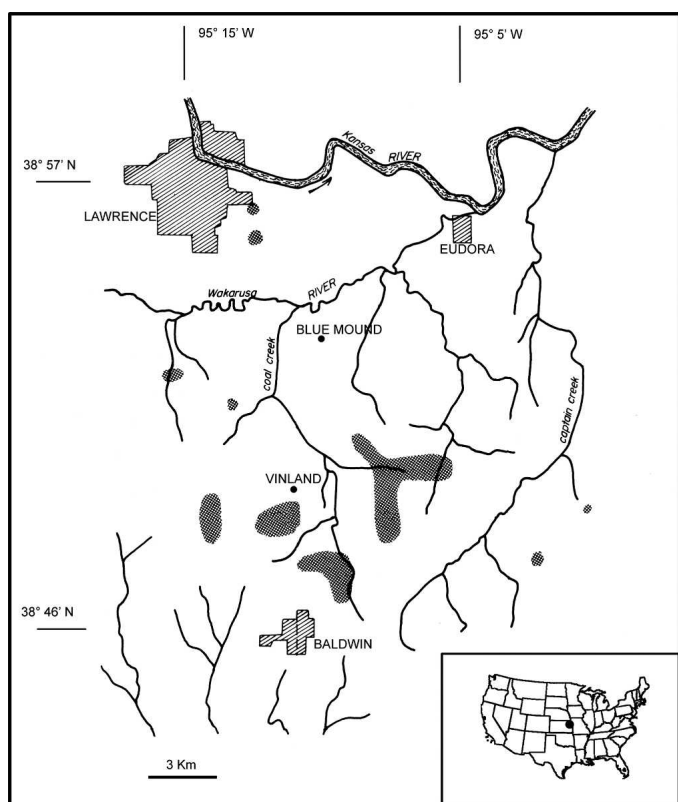 95° 15' W
95° 5' W
Kansas RIVER
38° 57' N
LAWRENCE
EUDORA
Wakarusa RIVER
BLUE MOUND
coal creek
captain creek
VINLAND
38° 46' N
BALDWIN
3 Km